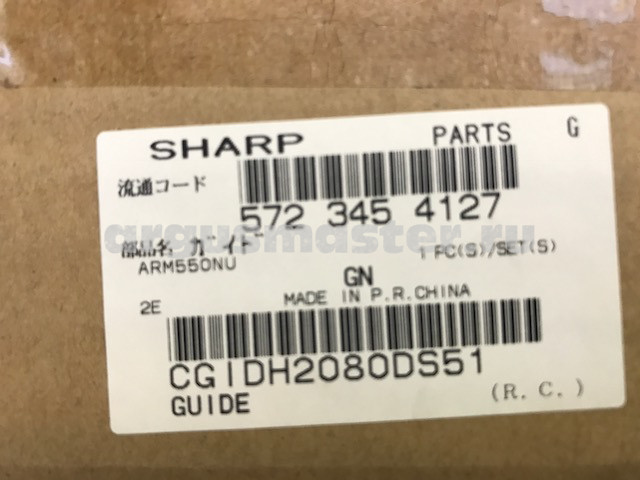 SHARP PARTS G
流通コード
572 345 4127
部品名 ガイド
argusmaster.ru
ARM550NU 1 PC(S)/SET(S)
GN
2E MADE IN P.R.CHINA
CGIDH2080DS51
GUIDE (R.C.)